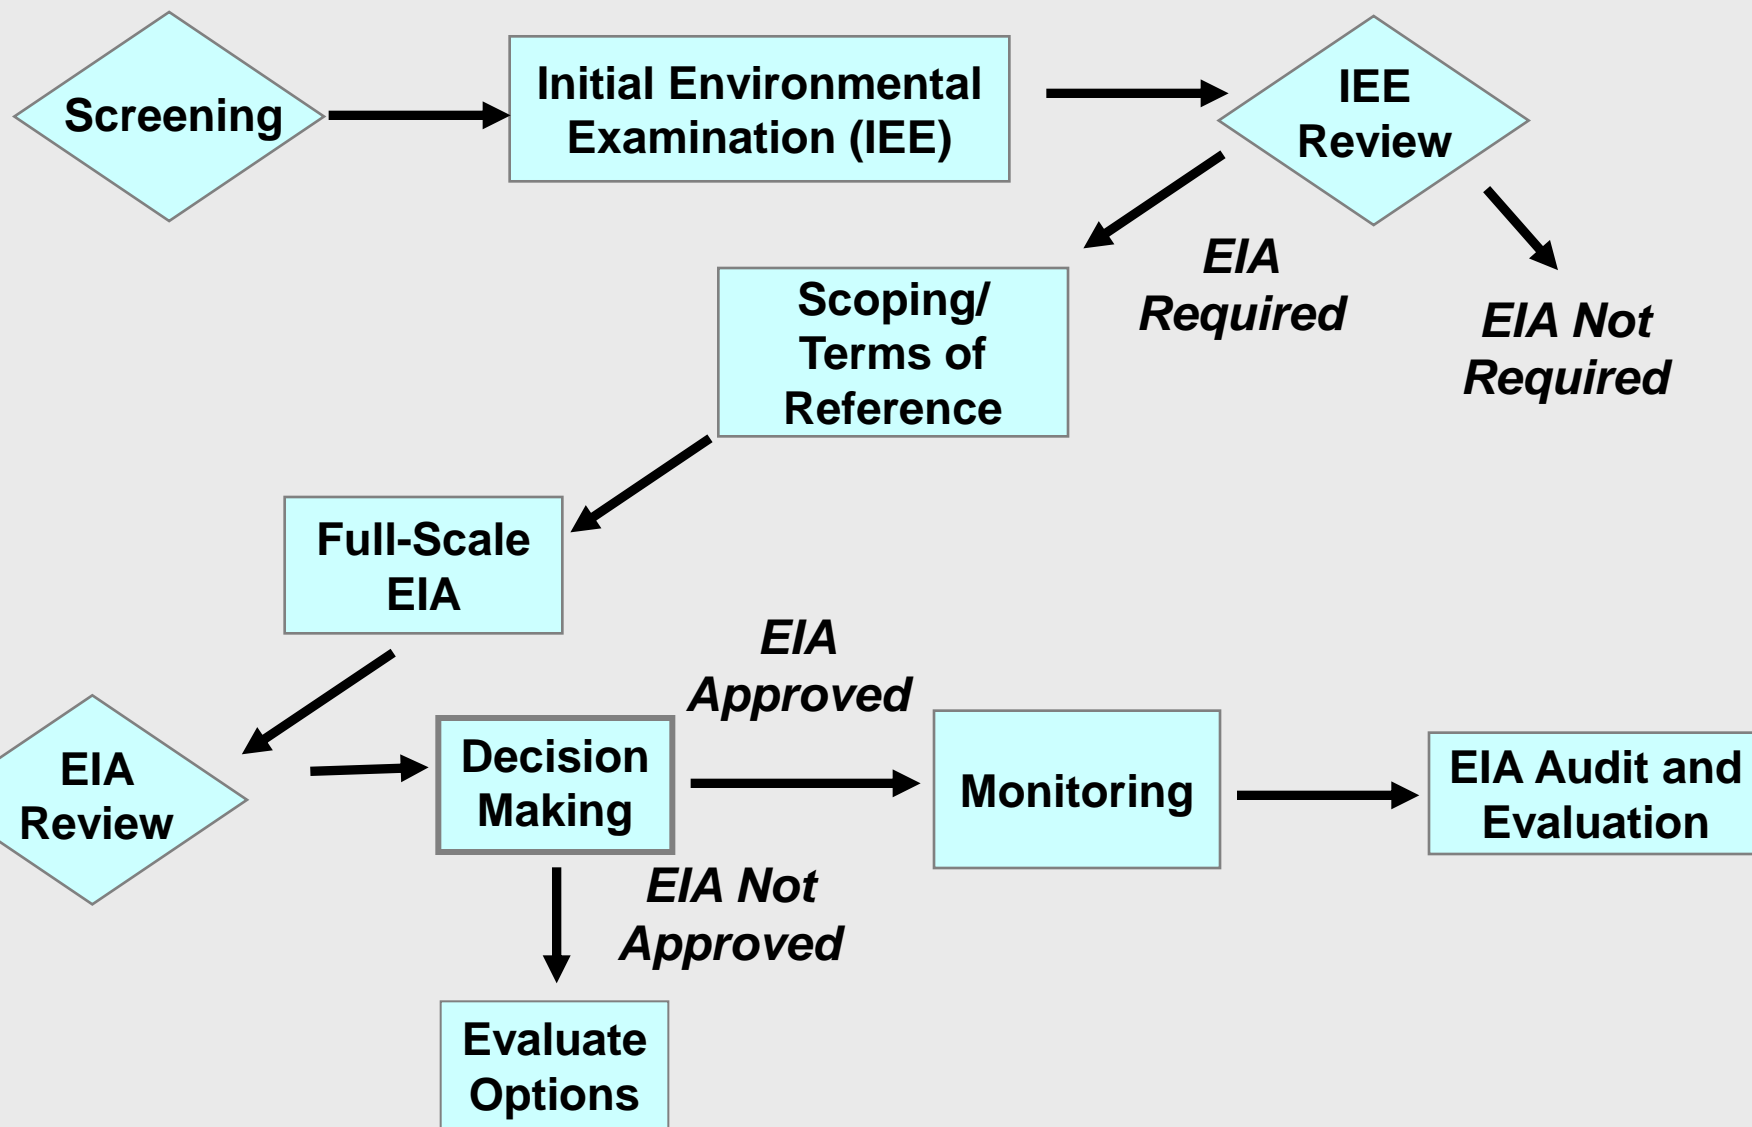 Screening
Initial Environmental
Examination (IEE)
IEE
Review
EIA
Required
EIA Not
Required
Scoping/
Terms of
Reference
Full-Scale
EIA
EIA
Review
Decision
Making
EIA
Approved
Monitoring
EIA Audit and
Evaluation
EIA Not
Approved
Evaluate
Options